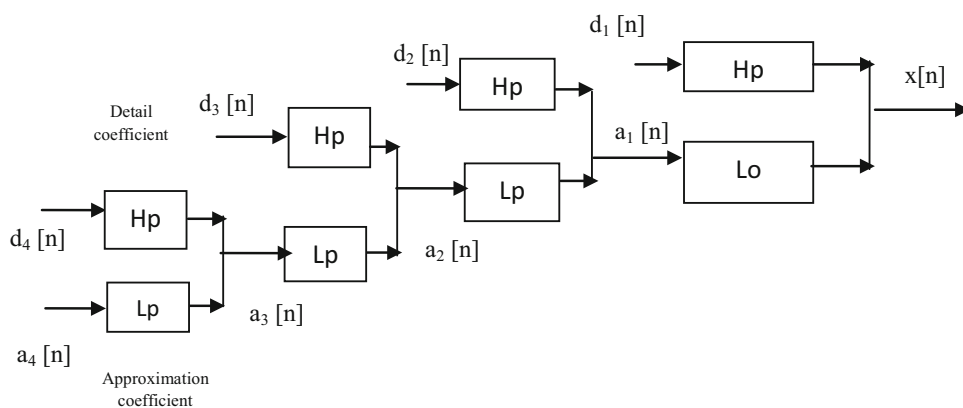 d₁ [n]
Hp
x[n]
d₂ [n]
Hp
d₃ [n]
Hp
Detail
coefficient
a₁ [n]
Lo
Lp
Hp
d₄ [n]
Lp
a₂ [n]
Lp
a₃ [n]
a₄ [n]
Approximation
coefficient